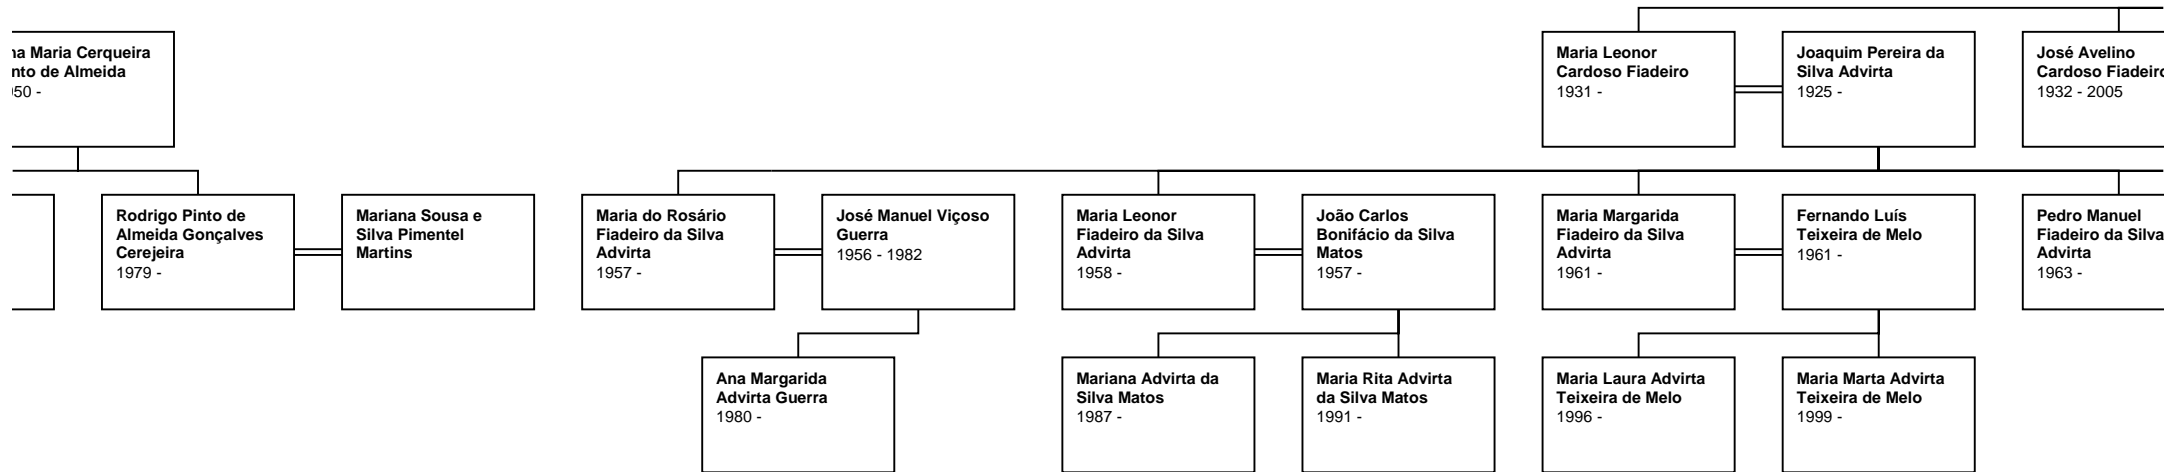 Maria Cerqueira
de Almeida
Maria Leonor
Cardoso Fiadeiro
1931 -
Joaquim Pereira da
Silva Advirta
1925 -
José Avelino
Cardoso Fiadeiro
1932 - 2005
Rodrigo Pinto de
Almeida Gonçalves
Cerejeira
1979 -
Mariana Sousa e
Silva Pimentel
Martins
Maria do Rosário
Fiadeiro da Silva
Advirta
1957 -
José Manuel Viçoso
Guerra
1956 - 1982
Maria Leonor
Fiadeiro da Silva
Advirta
1958 -
João Carlos
Bonifácio da Silva
Matos
1957 -
Maria Margarida
Fiadeiro da Silva
Advirta
1961 -
Fernando Luís
Teixeira de Melo
1961 -
Pedro Manuel
Fiadeiro da Silva
Advirta
1963 -
Ana Margarida
Advirta Guerra
1980 -
Mariana Advirta da
Silva Matos
1987 -
Maria Rita Advirta
da Silva Matos
1991 -
Maria Laura Advirta
Teixeira de Melo
1996 -
Maria Marta Advirta
Teixeira de Melo
1999 -